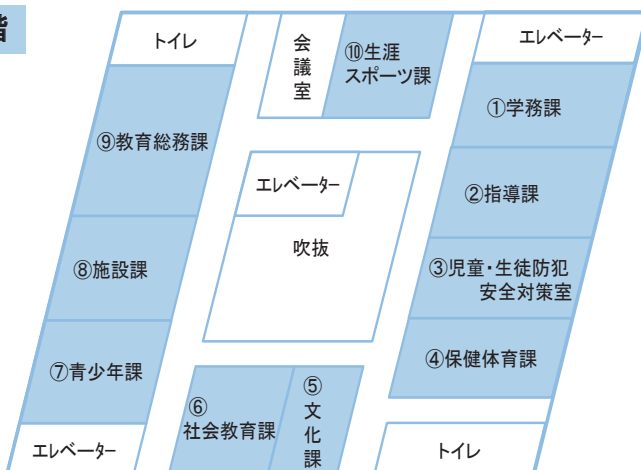 階
トイレ
会議室
⑩生涯
スポーツ課
エレベーター
①学務課
⑨教育総務課
②指導課
エレベーター
吹抜
⑧施設課
③児童・生徒防犯
安全対策室
⑦青少年課
④保健体育課
⑥
社会教育課
⑤文化課
エレベーター
トイレ